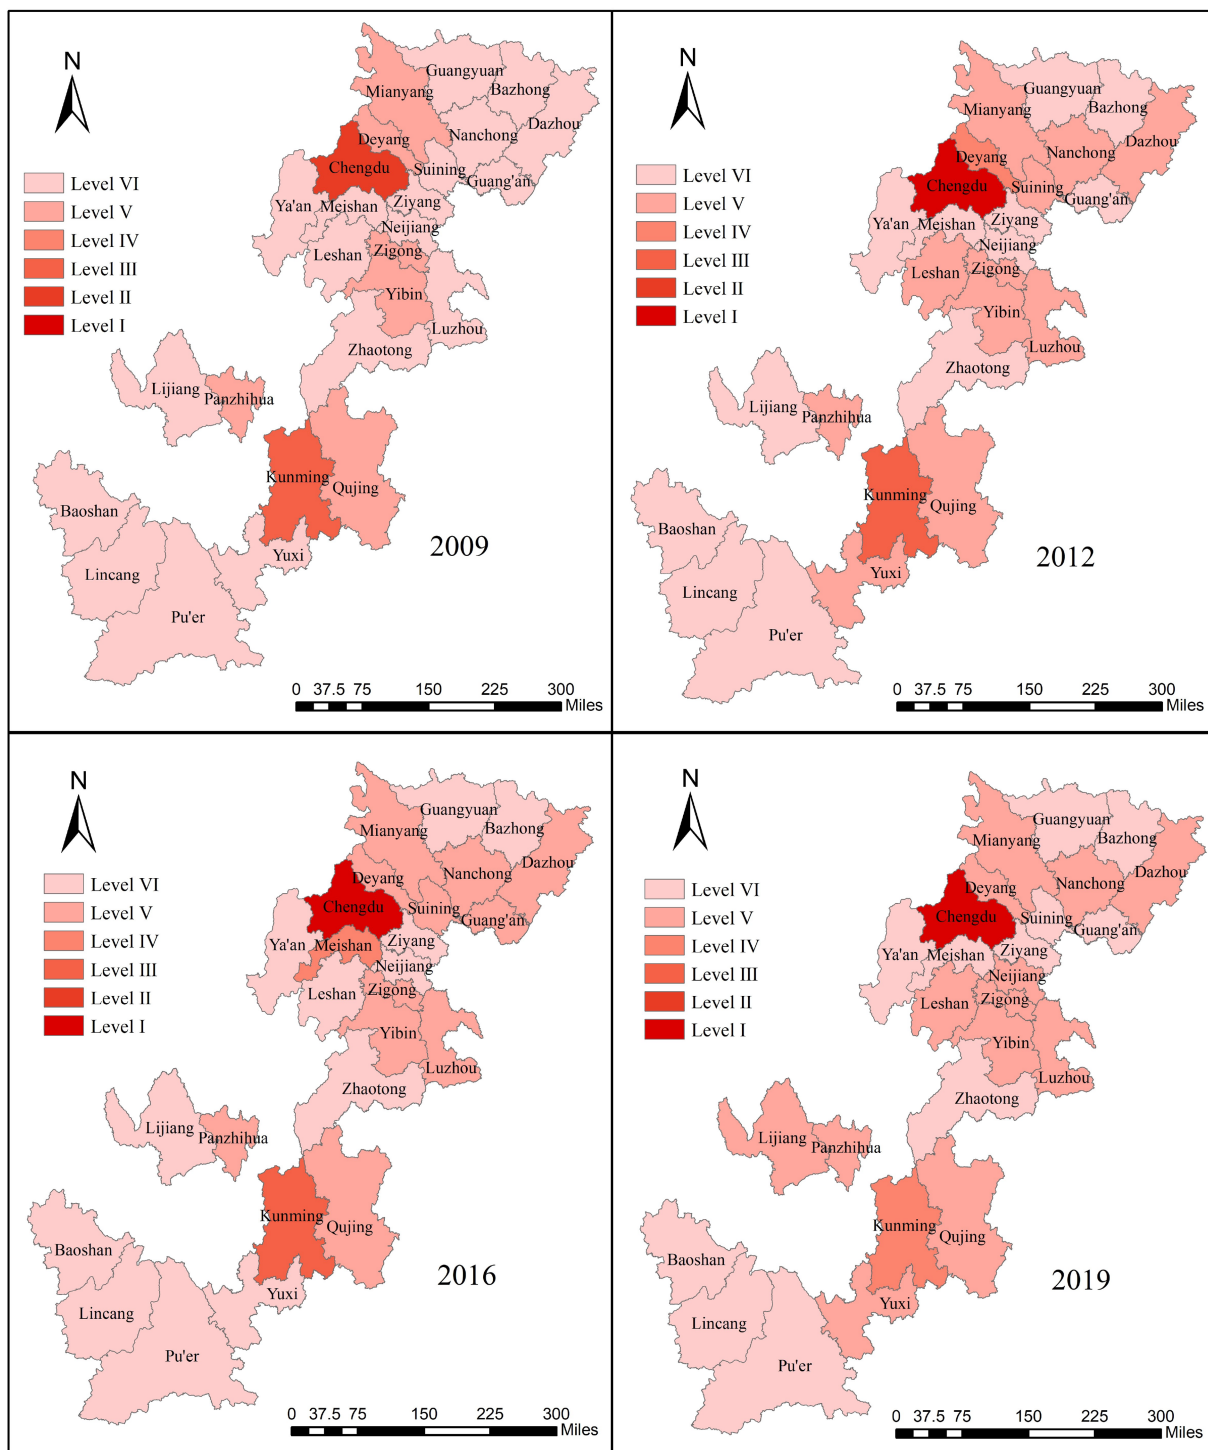 N
Level VI
Level V
Level IV
Level III
Level II
Level I
Guangyuan
Bazhong
Mianyang
Dazhou
Nanchong
Deyang
Chengdu
Suining
Guang'an
Ya'an
Meishan
Ziyang
Neijiang
Leshan
Zigong
Yibin
Luzhou
Zhaotong
Lijiang
Panzhihua
Kunming
Qujing
Baoshan
Yuxi
Lincang
Pu'er
2009
0 37.5 75 150 225 300
Miles
N
Level VI
Level V
Level IV
Level III
Level II
Level I
Guangyuan
Bazhong
Mianyang
Dazhou
Nanchong
Deyang
Chengdu
Suining
Guang'an
Ya'an
Meishan
Ziyang
Neijiang
Leshan
Zigong
Yibin
Luzhou
Zhaotong
Lijiang
Panzhihua
Kunming
Qujing
Baoshan
Yuxi
Lincang
Pu'er
2012
0 37.5 75 150 225 300
Miles
N
Level VI
Level V
Level IV
Level III
Level II
Level I
Guangyuan
Bazhong
Mianyang
Dazhou
Nanchong
Deyang
Chengdu
Suining
Guang'an
Ya'an
Meishan
Ziyang
Neijiang
Leshan
Zigong
Yibin
Luzhou
Zhaotong
Lijiang
Panzhihua
Kunming
Qujing
Baoshan
Yuxi
Lincang
Pu'er
2016
0 37.5 75 150 225 300
Miles
N
Level VI
Level V
Level IV
Level III
Level II
Level I
Guangyuan
Bazhong
Mianyang
Dazhou
Nanchong
Deyang
Chengdu
Suining
Guang'an
Ya'an
Meishan
Ziyang
Neijiang
Leshan
Zigong
Yibin
Luzhou
Zhaotong
Lijiang
Panzhihua
Kunming
Qujing
Baoshan
Yuxi
Lincang
Pu'er
2019
0 37.5 75 150 225 300
Miles